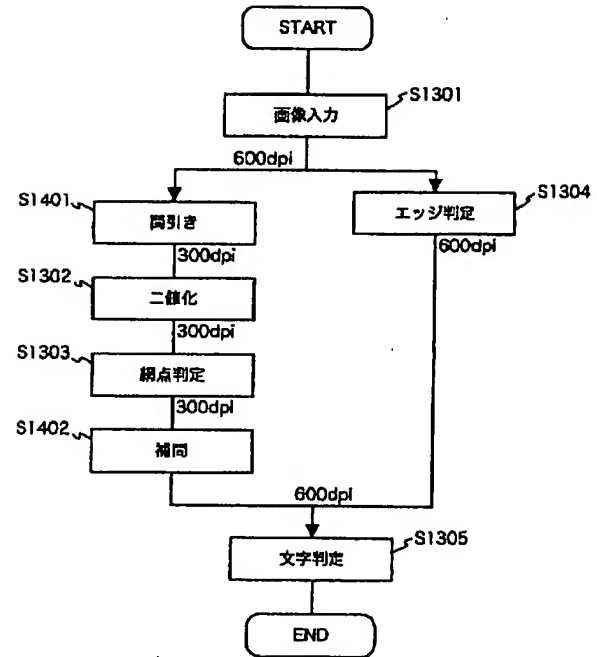 START
S1301
画像入力
600dpi
S1401
間引き
S1304
エッジ判定
300dpi
600dpi
S1302
二値化
300dpi
S1303
網点判定
300dpi
S1402
補間
600dpi
S1305
文字判定
END